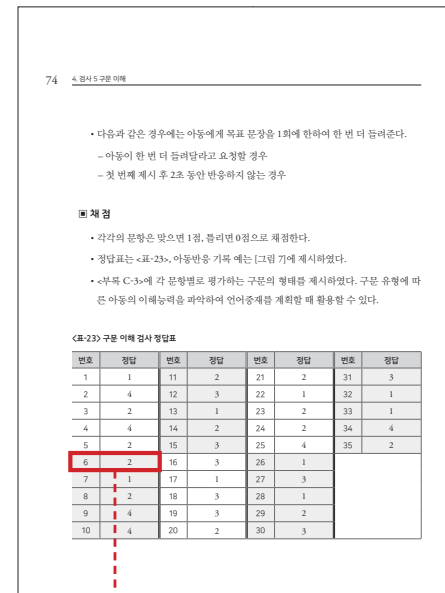 74 4. 검사 5 구문 이해
• 다음과 같은 경우에는 아동에게 목표 문장을 1회에 한하여 한 번 더 들려준다.
– 아동이 한 번 더 들려달라고 요청할 경우
– 첫 번째 제시 후 2초 동안 반응하지 않는 경우
▣ 채 점
• 각각의 문항은 맞으면 1점, 틀리면 0점으로 채점한다.
• 정답표는 <표-23>, 아동반응 기록 예는 [그림 7]에 제시하였다.
• <부록 C-3>에 각 문항별로 평가하는 구문의 형태를 제시하였다. 구문 유형에 따
른 아동의 이해능력을 파악하여 언어중재를 계획할 때 활용할 수 있다.
<표-23> 구문 이해 검사 정답표
번호 정답 번호 정답 번호 정답 번호 정답
1 1 11 2 21 2 31 3
2 4 12 3 22 1 32 1
3 2 13 1 23 2 33 1
4 4 14 2 24 2 34 4
5 2 15 3 25 4 35 2
6 2 16 3 26 1
7 1 17 1 27 3
8 2 18 3 28 1
9 4 19 3 29 2
10 4 20 2 30 3